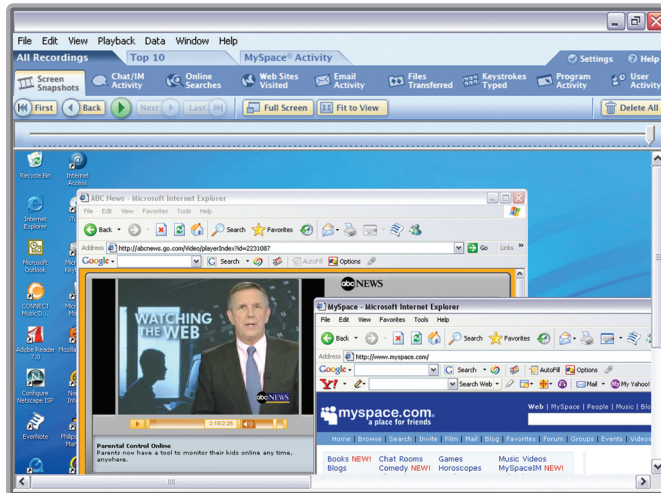 File Edit View Playback Data Window Help
All Recordings Top 10 MySpace® Activity Settings Help
Screen Snapshots Chat/IM Activity Online Searches Web Sites Visited Email Activity Files Transferred Keystrokes Typed Program Activity User Activity
First Back Next Last Full Screen Fit to View Delete All
Recycle Bin Internet Access
ABC News - Microsoft Internet Explorer
File Edit View Favorites Tools Help
Internet Explorer
Back Search Favorites
Address http://abcnews.go.com/Video/playerIndex?id=2231087 Go Links »
Microsoft Outlook
Google Search AutoFill Options
abc NEWS
CONNECT Music D...
WATCHING THE WEB
MySpace - Microsoft Internet Explorer
File Edit View Favorites Tools Help
Adobe Reader 7.0 Mozilla
Back Search Favorites
Address http://www.myspace.com/
Google Search AutoFill Options
Configure Netscape ISP
Y! Search Web Mail My Yahoo!
abc NEWS
myspace.com®
a place for friends
Web | MySpace | People | Music | Blo
EverNote
Home | Browse | Search | Invite | Film | Mail | Blog | Favorites | Forum | Groups | Events | Videos
Parental Control Online
Parents now have a tool to monitor their kids online any time, anywhere.
Books NEW! Chat Rooms Games Music Videos
Blogs Comedy NEW! Horoscopes MySpaceIM NEW!